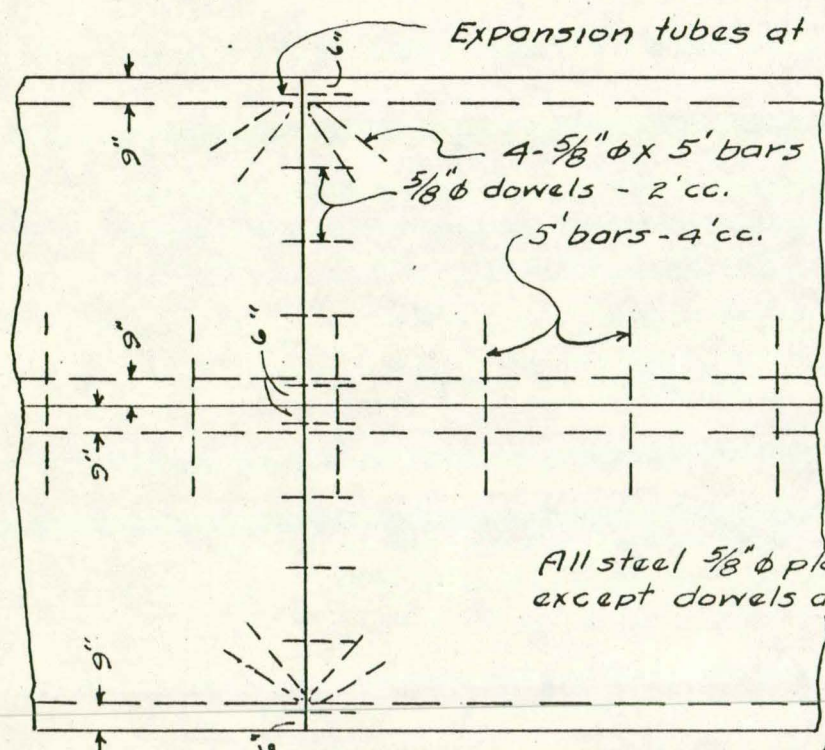 Expansion tubes at
6"
9"
4-5/8"ϕ x 5' bars
5/8"ϕ dowels - 2'cc.
5' bars - 4'cc.
9"
6"
9"
All steel 5/8"ϕ
except dowels
9"